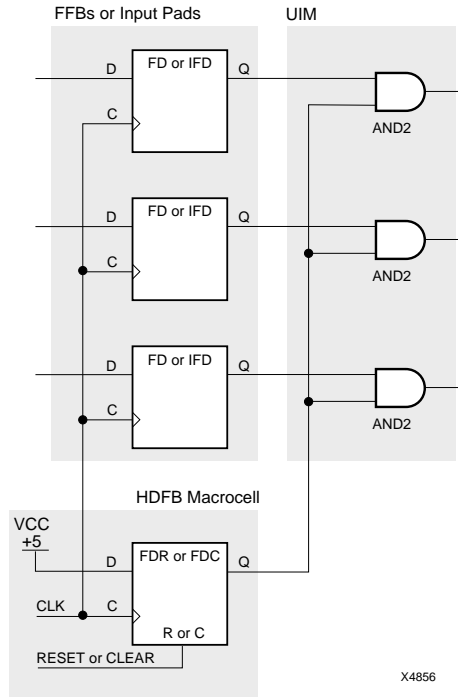 FFBs or Input Pads
UIM
D
FD or IFD
Q
C
AND2
D
FD or IFD
Q
C
AND2
D
FD or IFD
Q
C
AND2
HDFB Macrocell
VCC
+5
D
FDR or FDC
Q
CLK
C
R or C
RESET or CLEAR
X4856